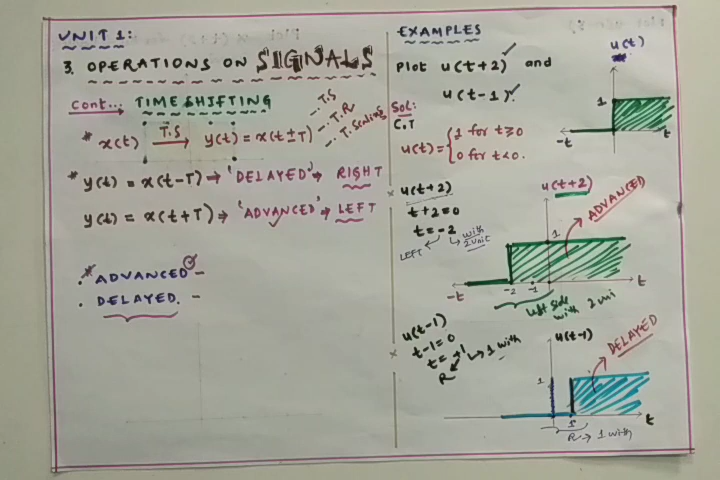 UNIT 1:
3. OPERATIONS ON SIGNALS
cont... TIME SHIFTING
* x(t) T.S → y(t) = x(t±T)
- T.S
- T.R
- T. Scaling
* y(t) = x(t-T) → 'DELAYED' → RIGHT
y(t) = x(t+T) → 'ADVANCED' → LEFT
* ADVANCED -
. DELAYED. -
EXAMPLES
Plot u(t+2) and
u(t-1).
Sol:
C.T
u(t) = { 1 for t≥0
0 for t<0.
u(t)
1
-t
t
x u(t+2)
t+2=0
t=-2
LEFT
with
2 unit
u(t+2)
ADVANCED
1
-t
-2
-1
t
Left side
with 2 uni
x u(t-1)
t-1=0
t=+1
R
1 with
u(t-1)
DELAYED
1
1
t
R → 1 with